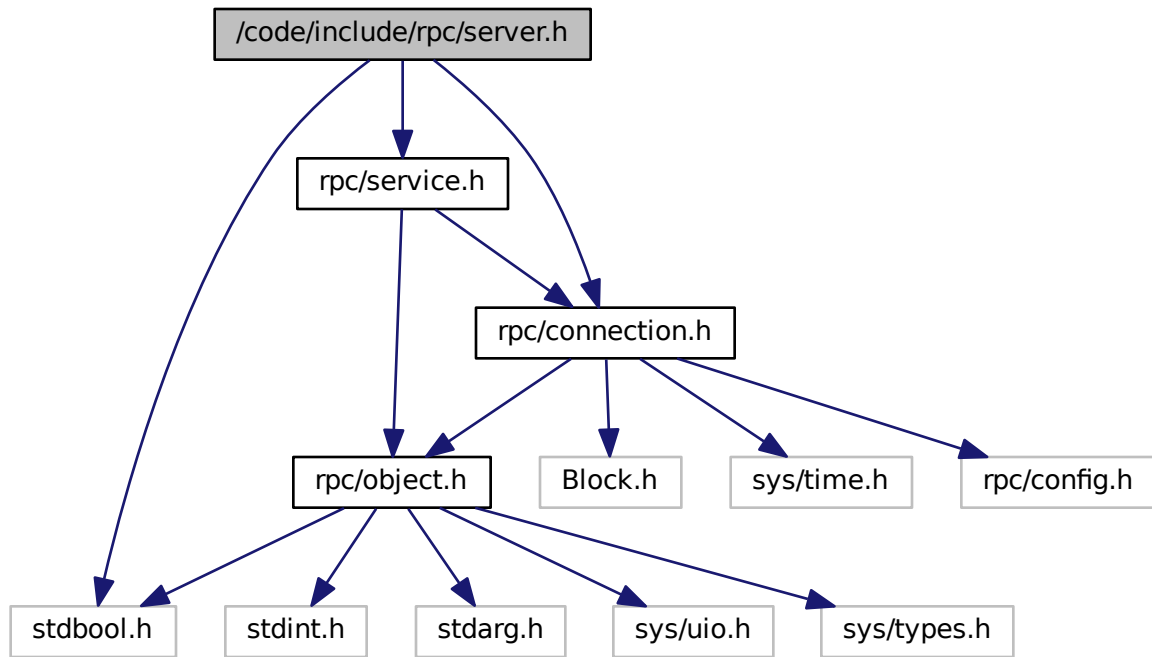 /code/include/rpc/server.h
rpc/service.h
rpc/connection.h
rpc/object.h
Block.h
sys/time.h
rpc/config.h
stdbool.h
stdint.h
stdarg.h
sys/uio.h
sys/types.h